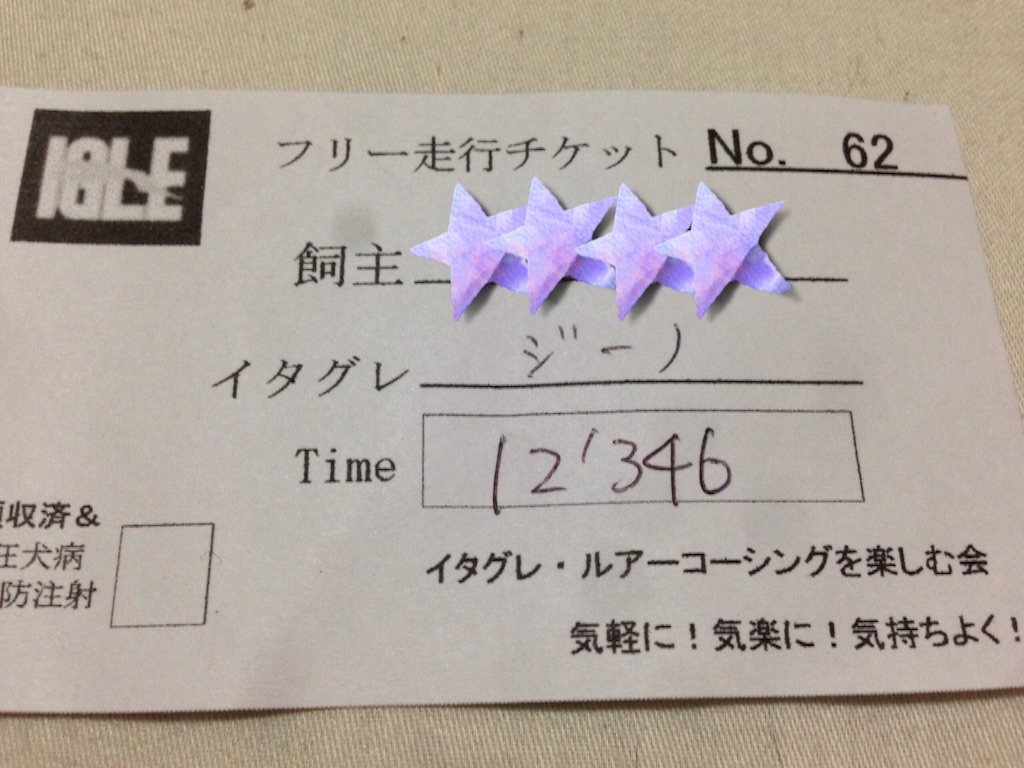 IGLE
フリー走行チケット No. 62
飼主
イタグレ ジーノ
Time 12'346
収済&
狂犬病
防注射
イタグレ・ルアーコーシングを楽しむ会
気軽に!気楽に!気持ちよく!